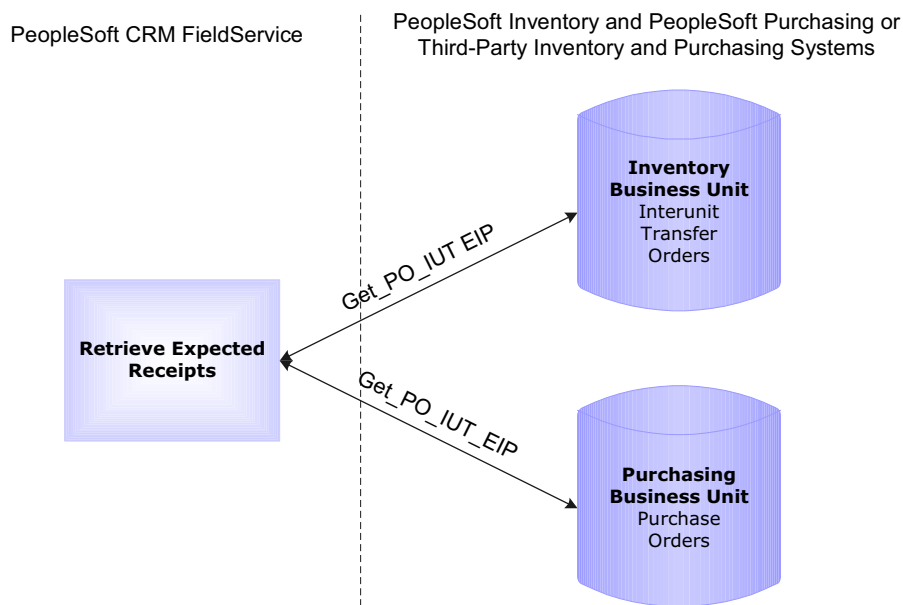 PeopleSoft CRM FieldService
PeopleSoft Inventory and PeopleSoft Purchasing or
Third-Party Inventory and Purchasing Systems
Inventory
Business Unit
Interunit
Transfer
Orders
Get_PO_IUT EIP
Retrieve Expected
Receipts
Get_PO_IUT_EIP
Purchasing
Business Unit
Purchase
Orders